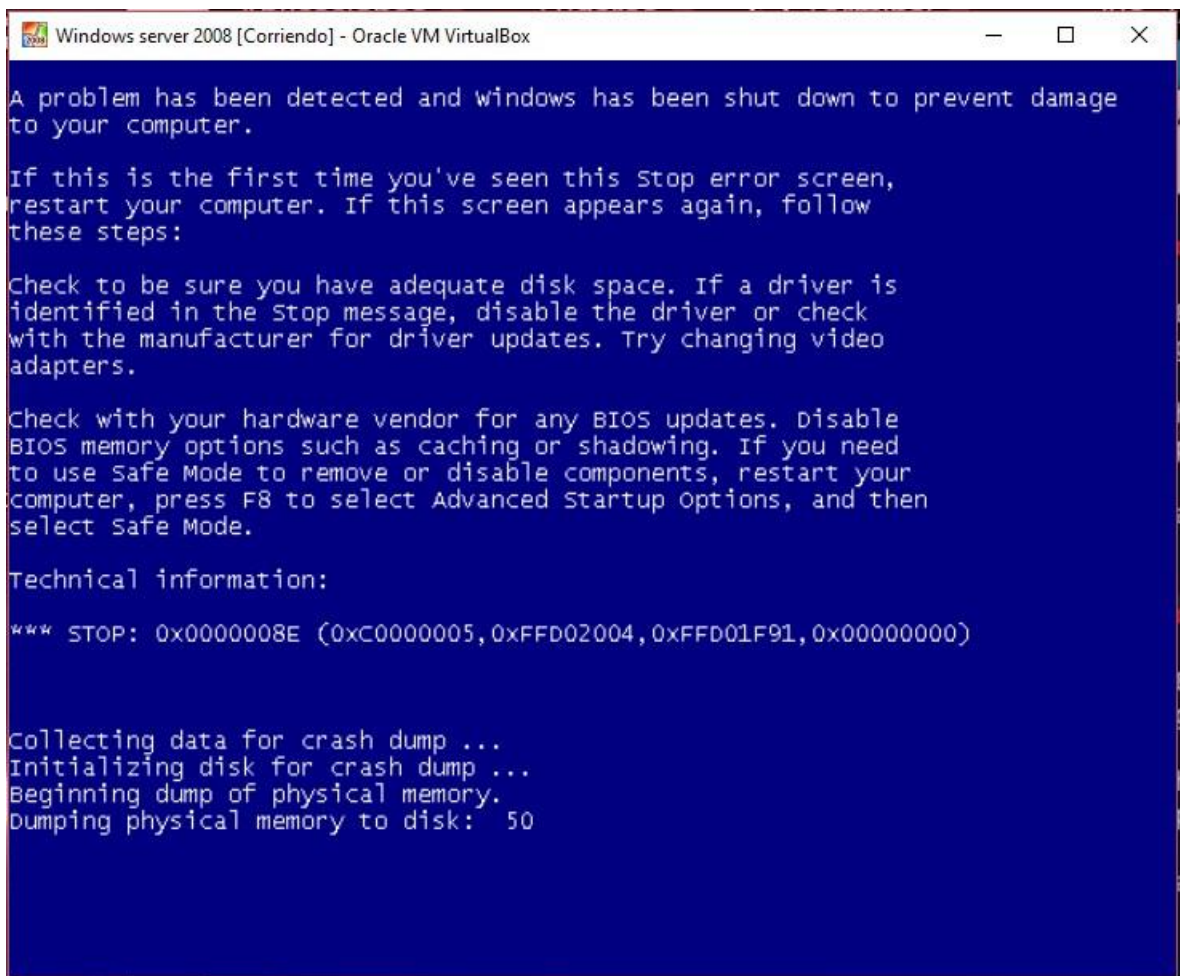 Windows server 2008 [Corriendo] - Oracle VM VirtualBox
A problem has been detected and Windows has been shut down to prevent damage
to your computer.
If this is the first time you've seen this Stop error screen,
restart your computer. If this screen appears again, follow
these steps:
Check to be sure you have adequate disk space. If a driver is
identified in the Stop message, disable the driver or check
with the manufacturer for driver updates. Try changing video
adapters.
Check with your hardware vendor for any BIOS updates. Disable
BIOS memory options such as caching or shadowing. If you need
to use Safe Mode to remove or disable components, restart your
computer, press F8 to select Advanced Startup Options, and then
select Safe Mode.
Technical information:
*** STOP: 0x0000008E (0xC0000005,0xFFD02004,0xFFD01F91,0x00000000)
Collecting data for crash dump ...
Initializing disk for crash dump ...
Beginning dump of physical memory.
Dumping physical memory to disk:  50